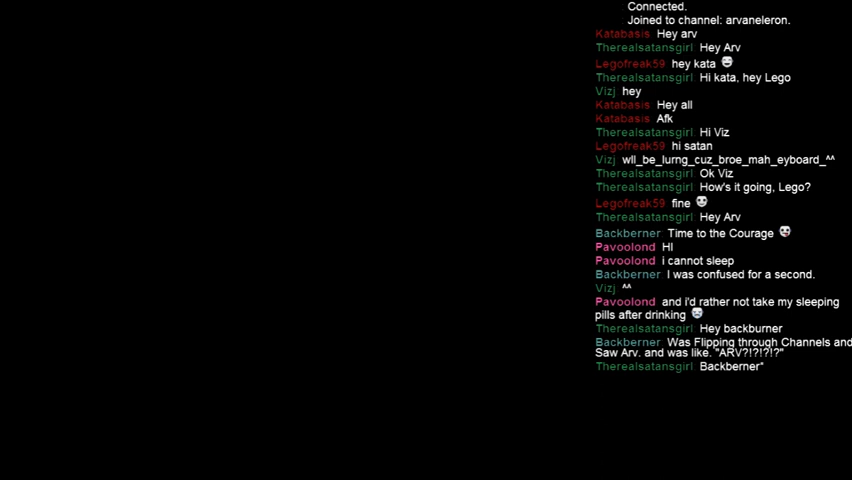 Connected.
Joined to channel: arvaneleron.
Katabasis Hey arv
Therealsatansgirl Hey Arv
Legofreak59 hey kata
Therealsatansgirl Hi kata, hey Lego
Vizj hey
Katabasis Hey all
Katabasis Afk
Therealsatansgirl Hi Viz
Legofreak59 hi satan
Vizj wll_be_lurng_cuz_broe_mah_eyboard_^^
Therealsatansgirl Ok Viz
Therealsatansgirl How's it going, Lego?
Legofreak59 fine
Therealsatansgirl Hey Arv
Backberner Time to the Courage
Pavoolond HI
Pavoolond i cannot sleep
Backberner I was confused for a second.
Vizj ^^
Pavoolond and i'd rather not take my sleeping
pills after drinking
Therealsatansgirl Hey backburner
Backberner Was Flipping through Channels and
Saw Arv. and was like. "ARV?!?!?!?"
Therealsatansgirl Backberner*